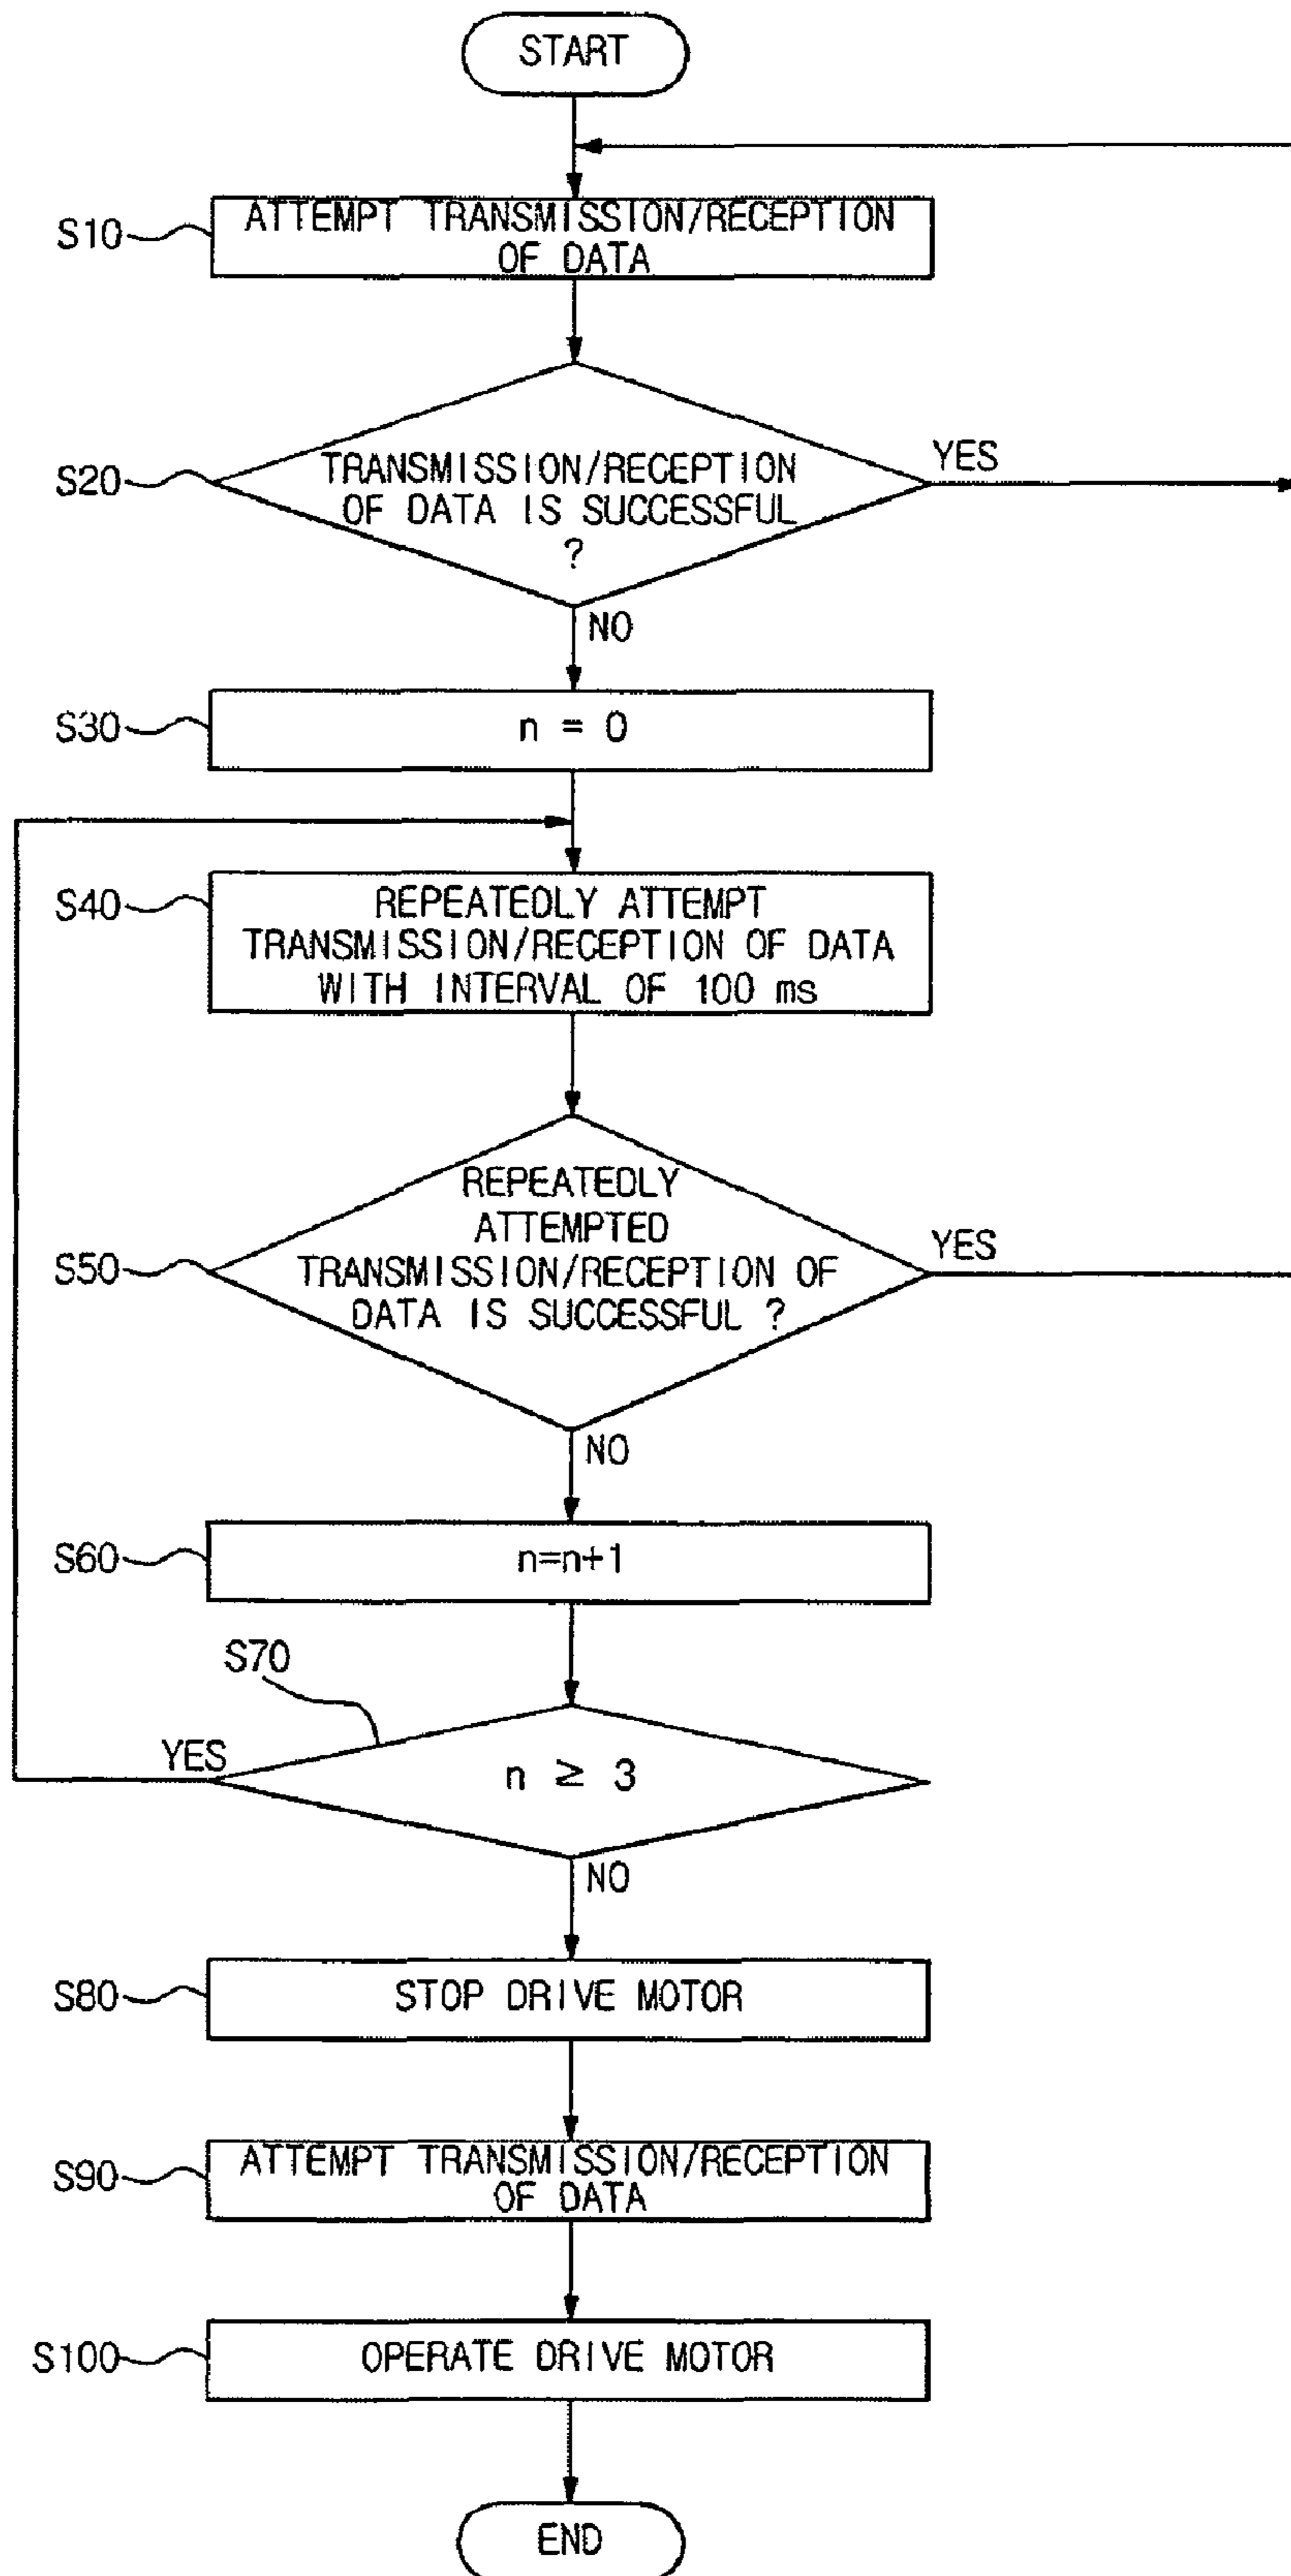 START
S10
ATTEMPT TRANSMISSION/RECEPTION
OF DATA
S20
TRANSMISSION/RECEPTION
OF DATA IS SUCCESSFUL
?
YES
NO
S30
n = 0
S40
REPEATEDLY ATTEMPT
TRANSMISSION/RECEPTION OF DATA
WITH INTERVAL OF 100 ms
S50
REPEATEDLY
ATTEMPTED
TRANSMISSION/RECEPTION OF
DATA IS SUCCESSFUL ?
YES
NO
S60
n=n+1
S70
YES
n ≥ 3
NO
S80
STOP DRIVE MOTOR
S90
ATTEMPT TRANSMISSION/RECEPTION
OF DATA
S100
OPERATE DRIVE MOTOR
END